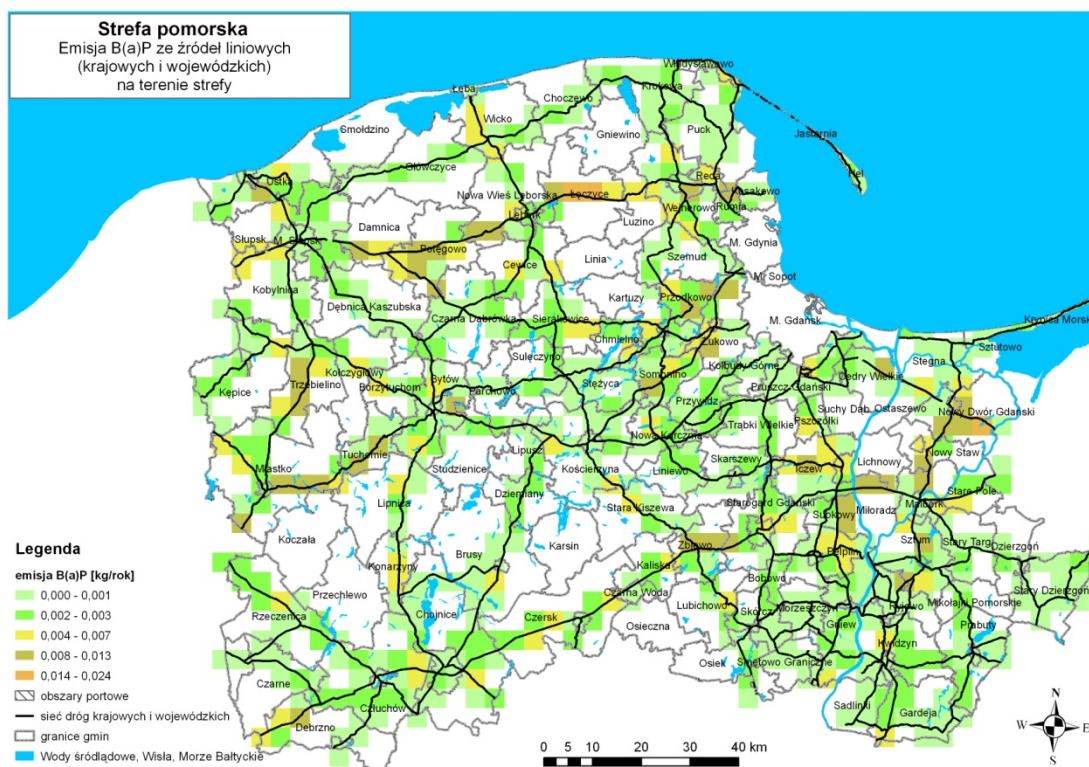 Strefa pomorska
Emisja B(a)P ze źródeł liniowych
(krajowych i wojewódzkich)
na terenie strefy
Władysławowo
Łeba
Choczewo
Krokowa
Wicko
Smołdzino
Gniewino
Puck
Jastarnia
Główczyce
Hel
Ustka
Reda
Nowa Wieś Lęborska
Łęczyce
Kosakowo
Lębork
Wejherowo
Rumia
Damnica
Luzino
Słupsk
M. Słupsk
Potęgowo
M. Gdynia
Cewice
Linia
Szemud
M. Sopot
Kobylnica
Dębnica Kaszubska
Kartuzy
Przodkowo
Czarna Dąbrówka
Sierakowice
M. Gdańsk
Krynica Morska
Chmielno
Żukowo
Sztutowo
Sulęczyno
Stegna
Kolbudy Górne
Kołczygłowy
Somonino
Cedry Wielkie
Trzebielino
Borzytuchom
Bytów
Stężyca
Pruszcz Gdański
Kępice
Parchowo
Przywidz
Suchy Dąb
Ostaszewo
Nowy Dwór Gdański
Pszczółki
Trąbki Wielkie
Nowa Karczma
Tuchomie
Lipusz
Nowy Staw
Skarszewy
Miastko
Studzienice
Kościerzyna
Liniewo
Tczew
Lichnowy
Lipnica
Dziemiany
Stare Pole
Starogard Gdański
Malbork
Stara Kiszewa
Subkowy
Miłoradz
Koczała
Brusy
Karsin
Zblewo
Sztum
Stary Targ
Dzierzgoń
Pelplin
Konarzyny
Kaliska
Bobowo
Przechlewo
Czarna Woda
Stary Dzierzgoń
Rzeczenica
Chojnice
Lubichowo
Skórcz
Morzeszczyn
Ryjewo
Mikołajki Pomorskie
Czersk
Osieczna
Gniew
Prabuty
Kwidzyn
Osiek
Smętowo Graniczne
Czarne
Człuchów
Sadlinki
Gardeja
Debrzno
Legenda
emisja B(a)P [kg/rok]
0,000 - 0,001
0,002 - 0,003
0,004 - 0,007
0,008 - 0,013
0,014 - 0,024
obszary portowe
sieć dróg krajowych i wojewódzkich
granice gmin
Wody śródlądowe, Wisła, Morze Bałtyckie
0 5 10 20 30 40 km
N
W E
S